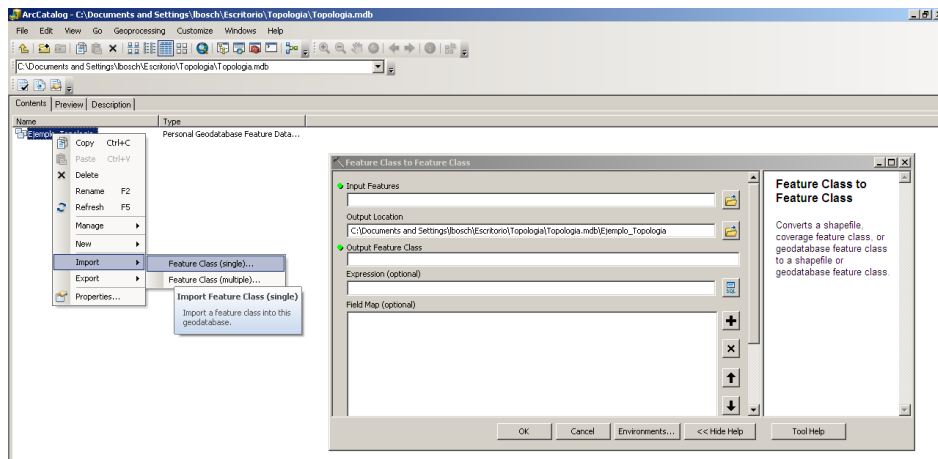 ArcCatalog - C:\Documents and Settings\lbosch\Escritorio\Topologia\Topologia.mdb
File Edit View Go Geoprocessing Customize Windows Help
C:\Documents and Settings\lbosch\Escritorio\Topologia\Topologia.mdb
Contents Preview Description
Name Type
Ejemplo_Topologia Personal Geodatabase Feature Data...
Copy Ctrl+C
Paste Ctrl+V
Delete
Rename F2
Refresh F5
Manage
New
Import
Export
Properties...
Feature Class (single)...
Feature Class (multiple)...
Import Feature Class (single)
Import a feature class into this
geodatabase.
Feature Class to Feature Class
Input Features
Output Location
C:\Documents and Settings\lbosch\Escritorio\Topologia\Topologia.mdb\Ejemplo_Topologia
Output Feature Class
Expression (optional)
SQL
Field Map (optional)
OK Cancel Environments... << Hide Help Tool Help
Feature Class to
Feature Class
Converts a shapefile,
coverage feature class, or
geodatabase feature class
to a shapefile or
geodatabase feature class.